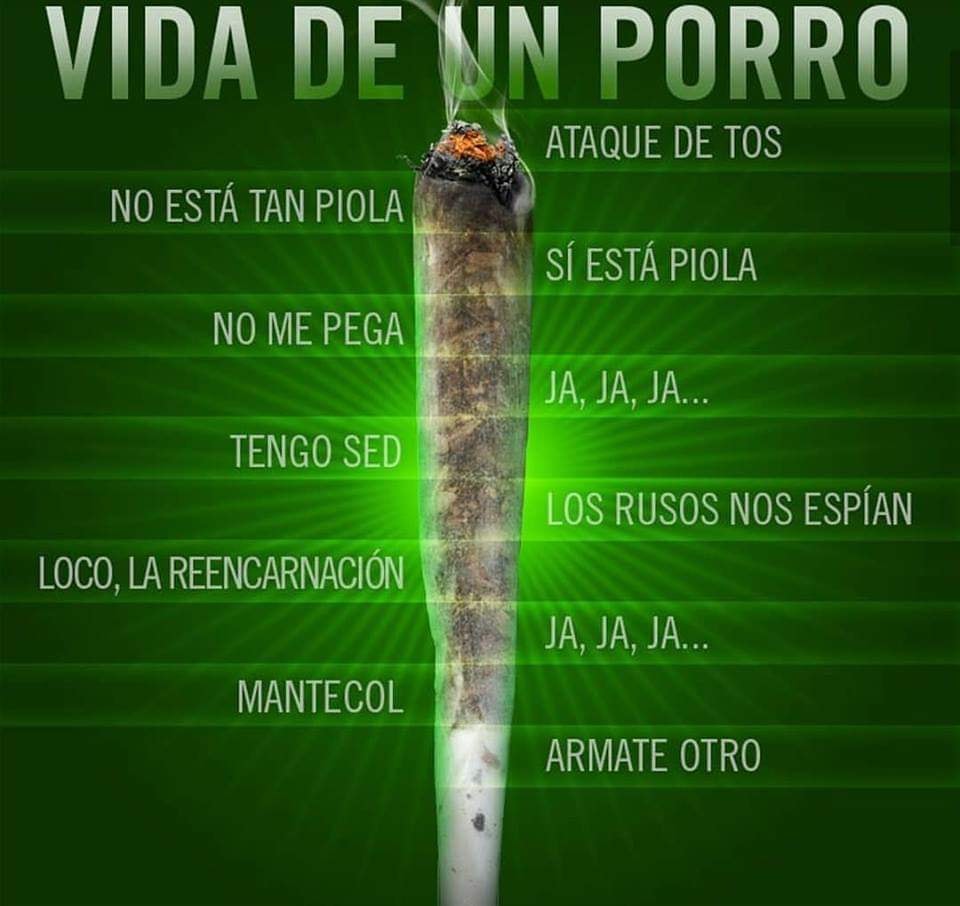 VIDA DE UN PORRO
ATAQUE DE TOS
NO ESTÁ TAN PIOLA
SÍ ESTÁ PIOLA
NO ME PEGA
JA, JA, JA...
TENGO SED
LOS RUSOS NOS ESPÍAN
LOCO, LA REENCARNACIÓN
JA, JA, JA...
MANTECOL
ARMATE OTRO